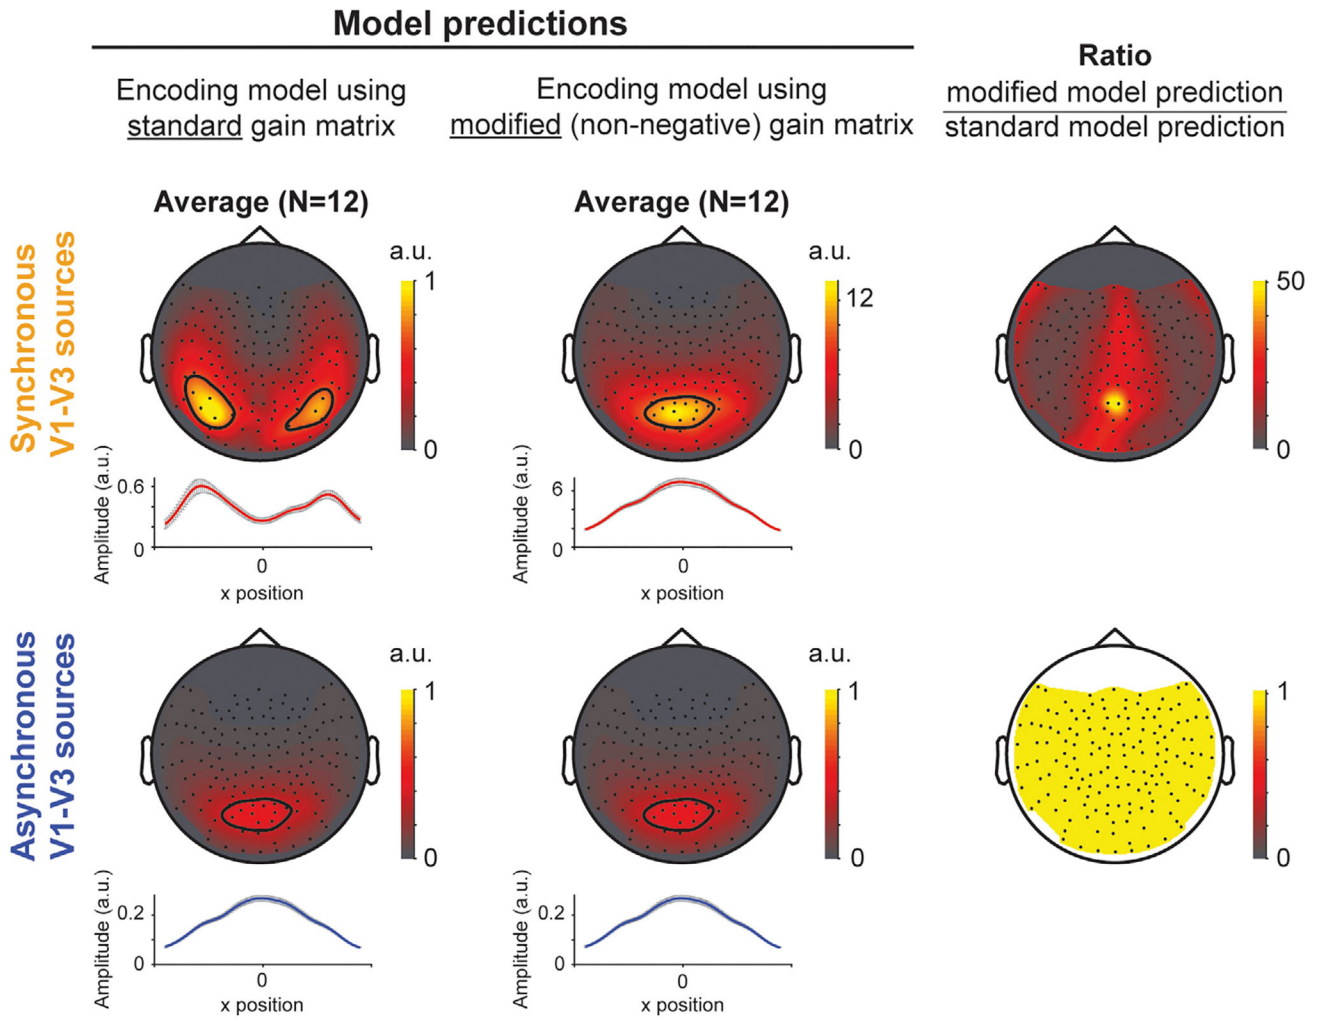 Model predictions
Encoding model using
standard gain matrix
Encoding model using
modified (non-negative) gain matrix
Ratio
modified model prediction
standard model prediction
Synchronous
V1-V3 sources
Average (N=12)
a.u.
1
0
Amplitude (a.u.)
0.6
0
0
x position
Average (N=12)
a.u.
12
0
Amplitude (a.u.)
6
0
0
x position
50
0
Asynchronous
V1-V3 sources
a.u.
1
0
Amplitude (a.u.)
0.2
0
0
x position
a.u.
1
0
Amplitude (a.u.)
0.2
0
0
x position
1
0